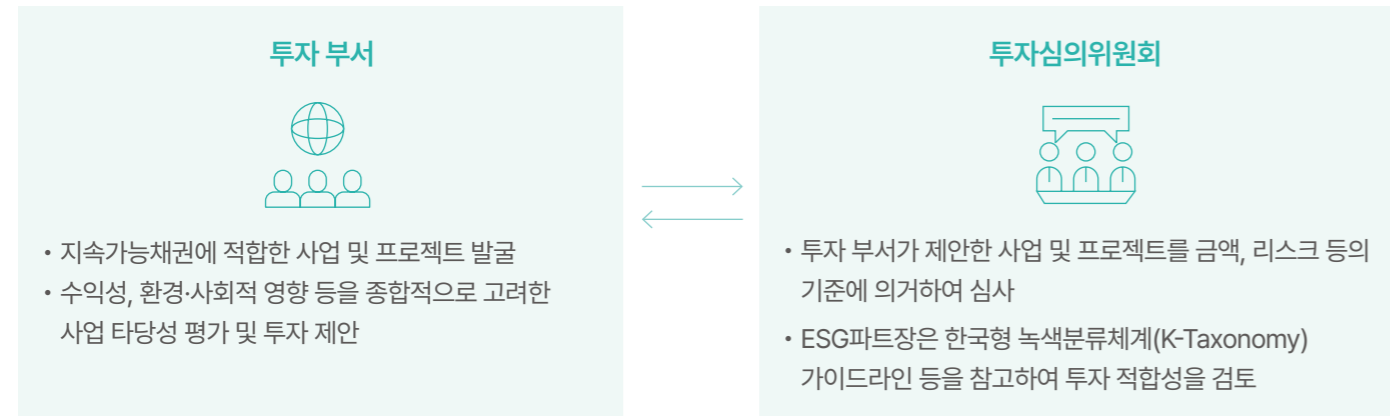 투자 부서
• 지속가능채권에 적합한 사업 및 프로젝트 발굴
• 수익성, 환경·사회적 영향 등을 종합적으로 고려한
사업 타당성 평가 및 투자 제안
투자심의위원회
• 투자 부서가 제안한 사업 및 프로젝트를 금액, 리스크 등의
기준에 의거하여 심사
• ESG파트장은 한국형 녹색분류체계(K-Taxonomy)
가이드라인 등을 참고하여 투자 적합성을 검토